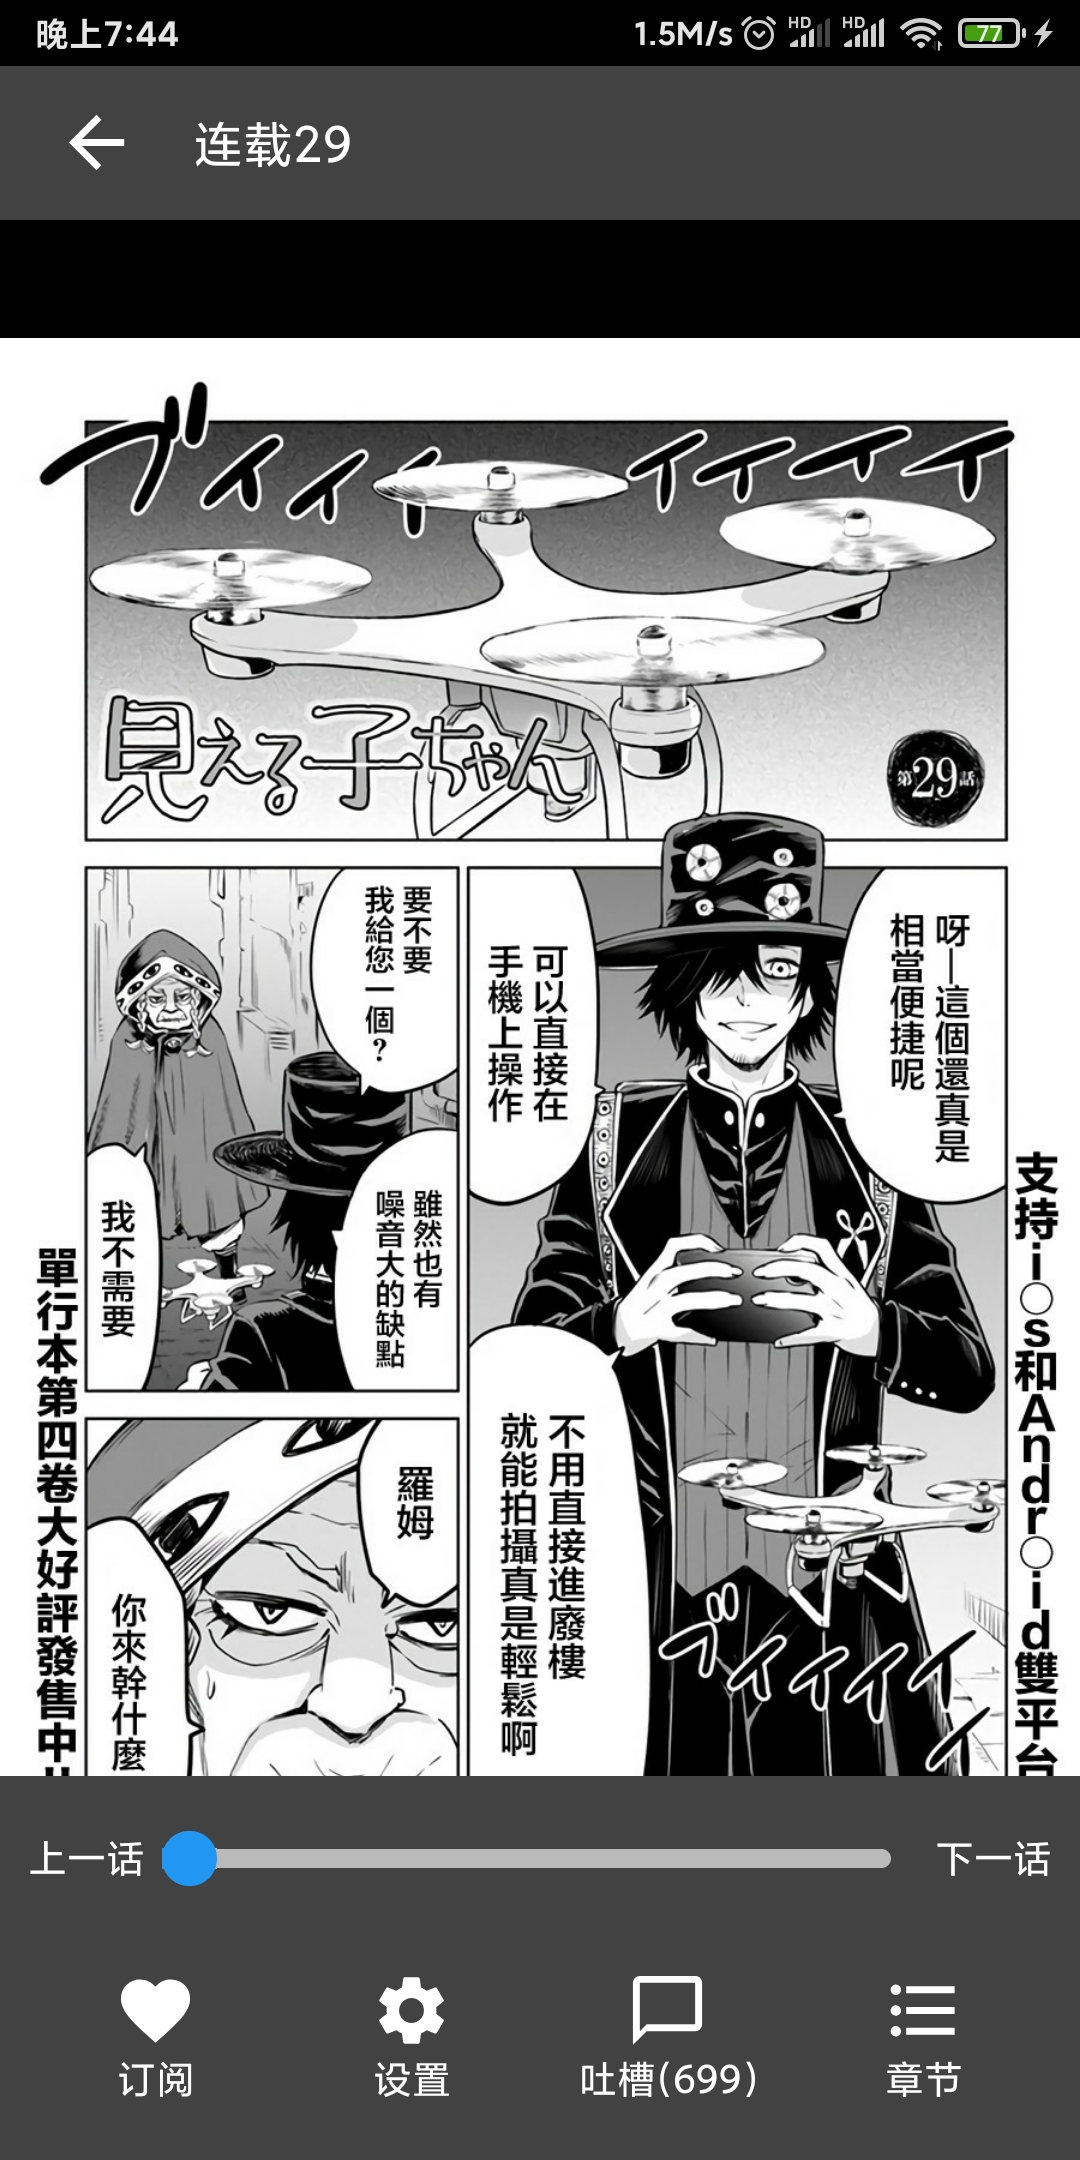 晚上7:44
1.5M/s
HD
HD
77
连载29
ブイィイイイイイ
見える子ちゃん
第29話
呀—這個還真是
相當便捷呢
可以直接在
手機上操作
不用直接進廢樓
就能拍攝真是輕鬆啊
ブイイイイ
要不要
我給您一個?
雖然也有
噪音大的缺點
我不需要
羅姆
你來幹什麼
支持i○s和Andr○id雙平台
單行本第四卷大好評發售中
上一话
下一话
订阅
设置
吐槽(699)
章节